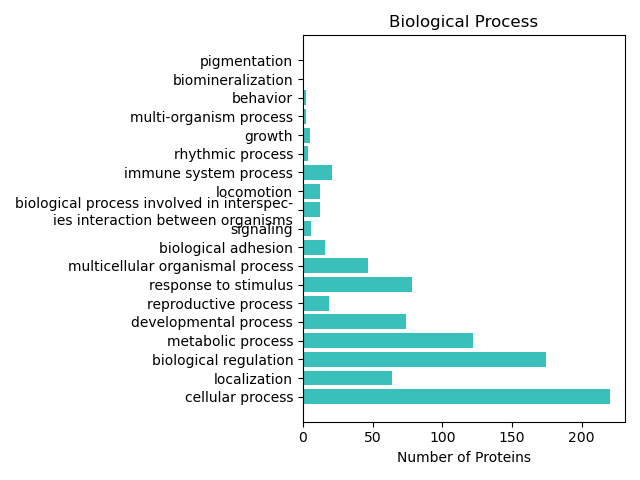 Biological Process
pigmentation
biomineralization
behavior
multi-organism process
growth
rhythmic process
immune system process
locomotion
biological process involved in interspec-
ies interaction between organisms
signaling
biological adhesion
multicellular organismal process
response to stimulus
reproductive process
developmental process
metabolic process
biological regulation
localization
cellular process
0 50 100 150 200
Number of Proteins